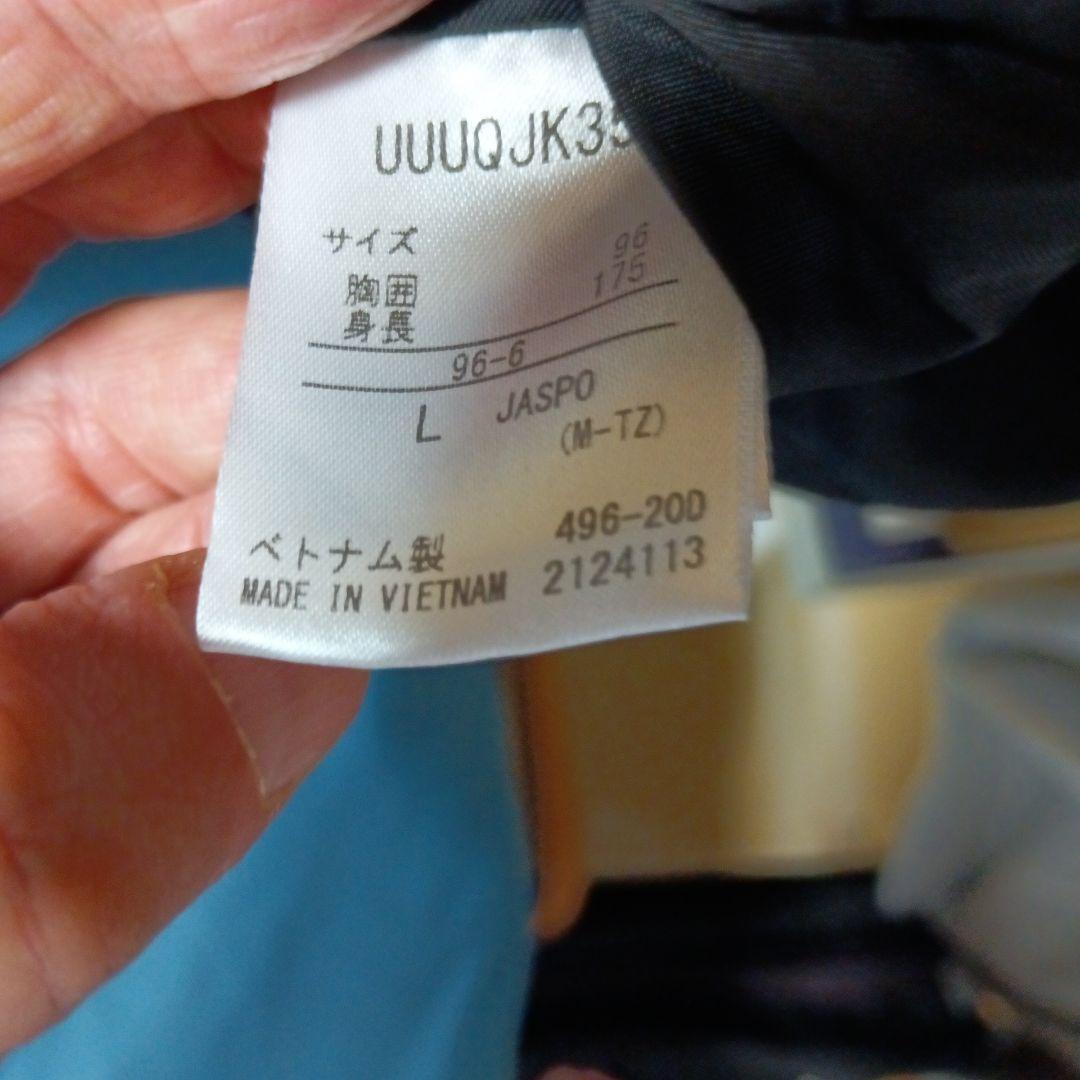 UUUQJK35
サイズ
胸囲 96
身長 175
96-6
L JASPO
(M-TZ)
ベトナム製 496-20D
MADE IN VIETNAM 2124113